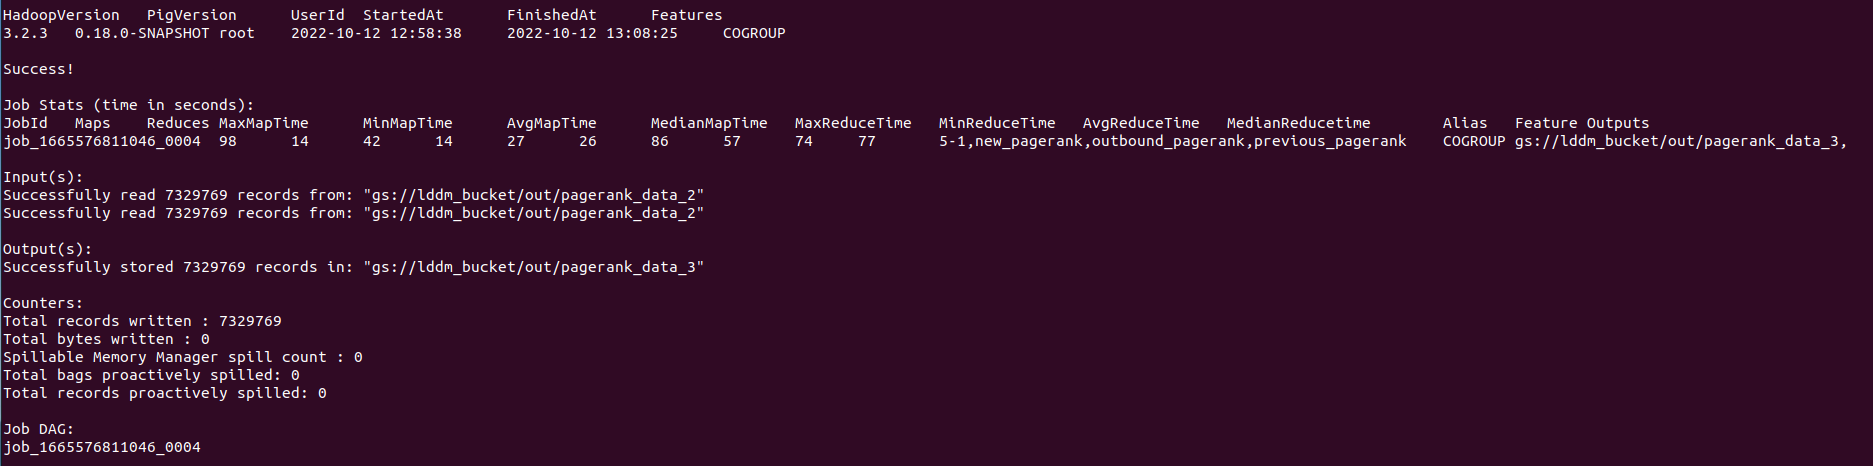 HadoopVersion PigVersion UserId StartedAt FinishedAt Features
3.2.3 0.18.0-SNAPSHOT root 2022-10-12 12:58:38 2022-10-12 13:08:25 COGROUP
Success!
Job Stats (time in seconds):
JobId Maps Reduces MaxMapTime MinMapTime AvgMapTime MedianMapTime MaxReduceTime MinReduceTime AvgReduceTime MedianReducetime Alias Feature Outputs
job_1665576811046_0004 98 14 42 14 27 26 86 57 74 77 5-1,new_pagerank,outbound_pagerank,previous_pagerank COGROUP gs://lddm_bucket/out/pagerank_data_3,
Input(s):
Successfully read 7329769 records from: "gs://lddm_bucket/out/pagerank_data_2"
Successfully read 7329769 records from: "gs://lddm_bucket/out/pagerank_data_2"
Output(s):
Successfully stored 7329769 records in: "gs://lddm_bucket/out/pagerank_data_3"
Counters:
Total records written : 7329769
Total bytes written : 0
Spillable Memory Manager spill count : 0
Total bags proactively spilled: 0
Total records proactively spilled: 0
Job DAG:
job_1665576811046_0004